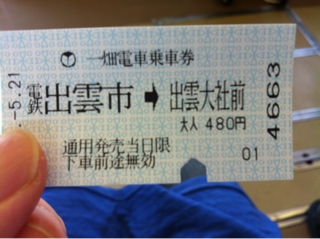 一畑電車乗車券
電鉄出雲市 ➡ 出雲大社前
大人 480円
通用発売当日限
下車前途無効
01
-5.21
4663